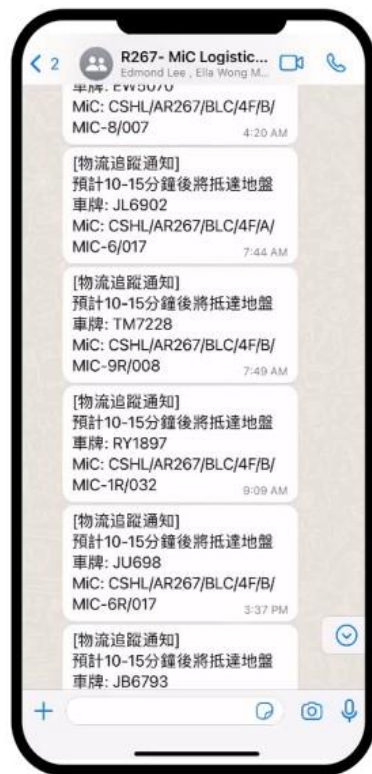 2
R267- MiC Logistic...
Edmond Lee , Ella Wong M...
車牌: EW5070
MiC: CSHL/AR267/BLC/4F/B/
MIC-8/007
4:20 AM
[物流追蹤通知]
預計10-15分鐘後將抵達地盤
車牌: JL6902
MiC: CSHL/AR267/BLC/4F/A/
MIC-6/017
7:44 AM
[物流追蹤通知]
預計10-15分鐘後將抵達地盤
車牌: TM7228
MiC: CSHL/AR267/BLC/4F/B/
MIC-9R/008
7:49 AM
[物流追蹤通知]
預計10-15分鐘後將抵達地盤
車牌: RY1897
MiC: CSHL/AR267/BLC/4F/B/
MIC-1R/032
9:09 AM
[物流追蹤通知]
預計10-15分鐘後將抵達地盤
車牌: JU698
MiC: CSHL/AR267/BLC/4F/B/
MIC-6R/017
3:37 PM
[物流追蹤通知]
預計10-15分鐘後將抵達地盤
車牌: JB6793